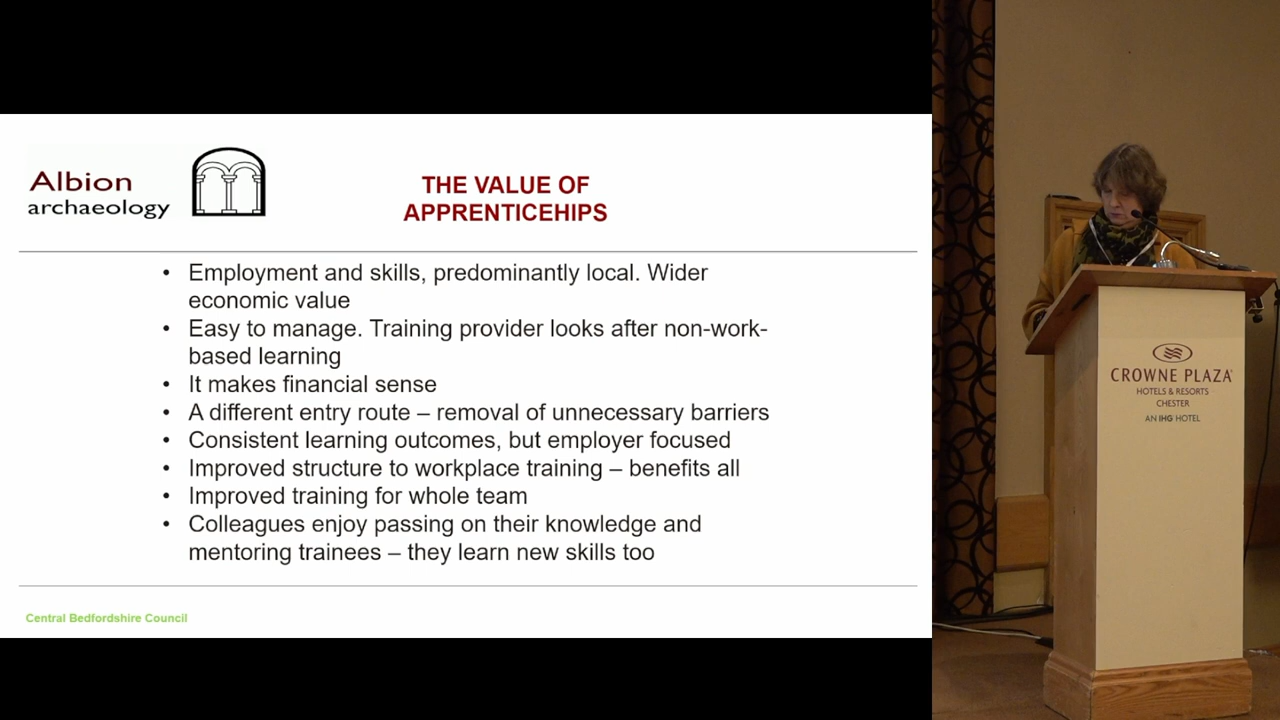 Albion
archaeology
THE VALUE OF
APPRENTICEHIPS
• Employment and skills, predominantly local. Wider
economic value
• Easy to manage. Training provider looks after non-work-
based learning
• It makes financial sense
• A different entry route – removal of unnecessary barriers
• Consistent learning outcomes, but employer focused
• Improved structure to workplace training – benefits all
• Improved training for whole team
• Colleagues enjoy passing on their knowledge and
mentoring trainees – they learn new skills too
Central Bedfordshire Council
CROWNE PLAZA
HOTELS & RESORTS
CHESTER
AN IHG HOTEL